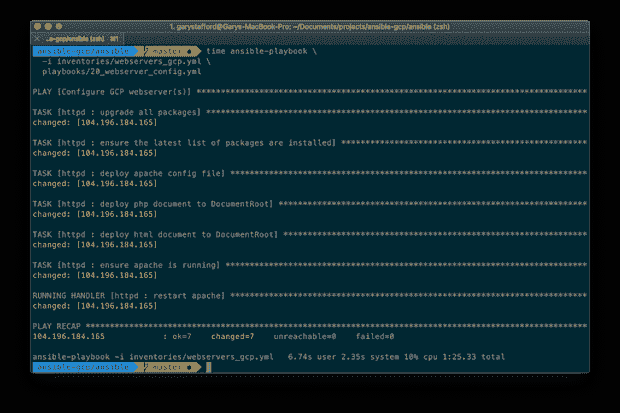 1. garystafford@Garys-MacBook-Pro: ~/Documents/projects/ansible-gcp/ansible (zsh)
..e-gcp/ansible (zsh)
ansible-gcp/ansible master time ansible-playbook \
-i inventories/webservers_gcp.yml \
playbooks/20_webserver_config.yml
PLAY [Configure GCP webserver(s)] ****************************************************************************
TASK [httpd : upgrade all packages] **************************************************************************
changed: [104.196.184.165]
TASK [httpd : ensure the latest list of packages are installed] **********************************************
changed: [104.196.184.165]
TASK [httpd : deploy apache config file] *********************************************************************
changed: [104.196.184.165]
TASK [httpd : deploy php document to DocumentRoot] ***********************************************************
changed: [104.196.184.165]
TASK [httpd : deploy html document to DocumentRoot] **********************************************************
changed: [104.196.184.165]
TASK [httpd : ensure apache is running] **********************************************************************
changed: [104.196.184.165]
RUNNING HANDLER [httpd : restart apache] *********************************************************************
changed: [104.196.184.165]
PLAY RECAP ***************************************************************************************************
104.196.184.165 : ok=7 changed=7 unreachable=0 failed=0
ansible-playbook -i inventories/webservers_gcp.yml 6.74s user 2.35s system 10% cpu 1:25.33 total
ansible-gcp/ansible master